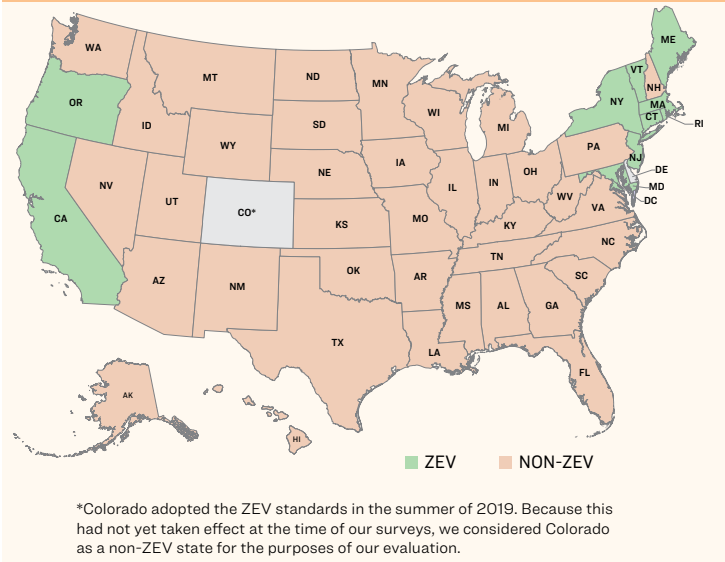 WA
ME
MT
ND
VT
MN
NH
OR
NY
MA
WI
CT
SD
RI
ID
MI
WY
PA
IA
NJ
NE
OH
DE
IN
IL
NV
MD
UT
WV
DC
CO*
VA
CA
MO
KS
KY
NC
TN
OK
SC
AZ
AR
NM
MS
AL
GA
TX
LA
FL
AK
HI
ZEV
NON-ZEV
*Colorado adopted the ZEV standards in the summer of 2019. Because this
had not yet taken effect at the time of our surveys, we considered Colorado
as a non-ZEV state for the purposes of our evaluation.